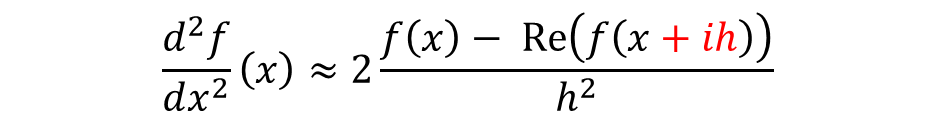 d²f/dx² (x) ≈ 2 (f(x) − Re(f(x + ih)))/h²